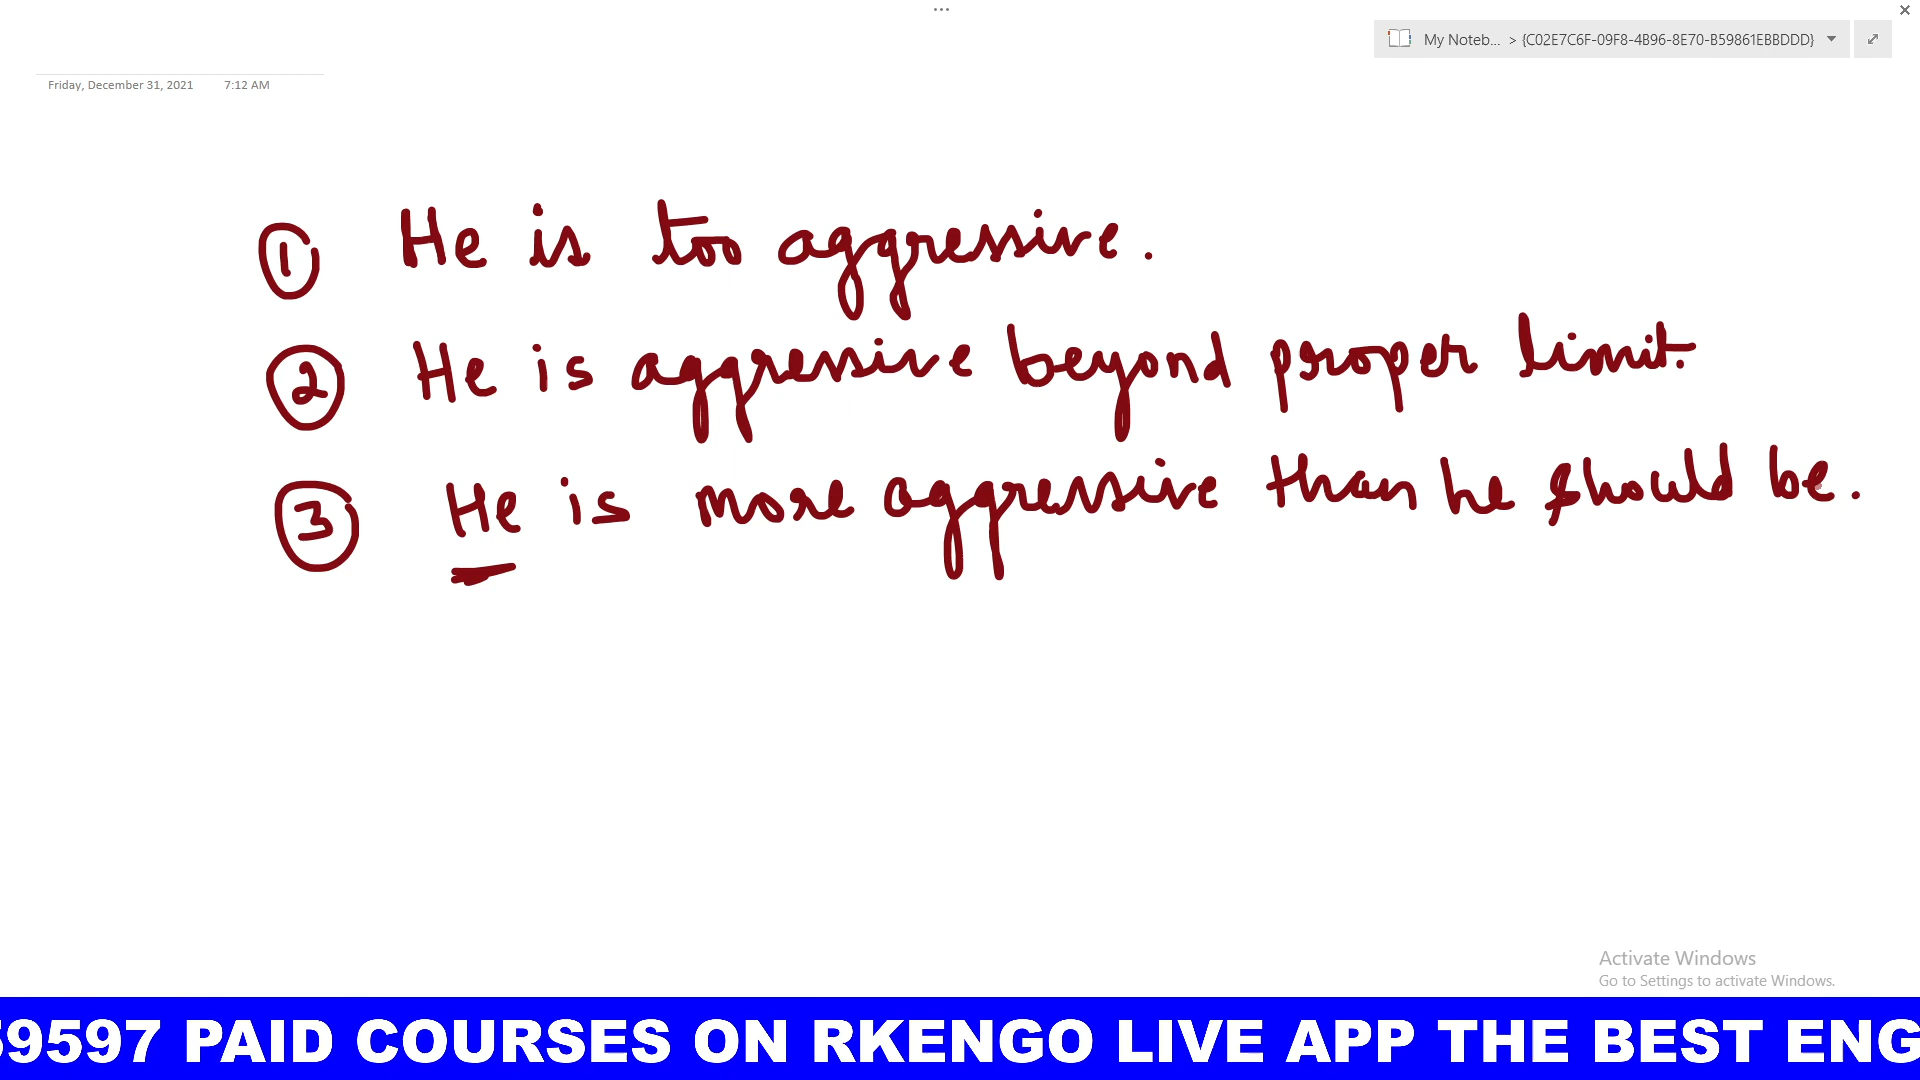 ...
My Noteb... > {C02E7C6F-09F8-4B96-8E70-B59861EBBDDD}
Friday, December 31, 2021 7:12 AM
1 He is too aggressive.
2 He is aggressive beyond proper limit.
3 He is more aggressive than he should be.
Activate Windows
Go to Settings to activate Windows.
59597 PAID COURSES ON RKENGO LIVE APP THE BEST ENG